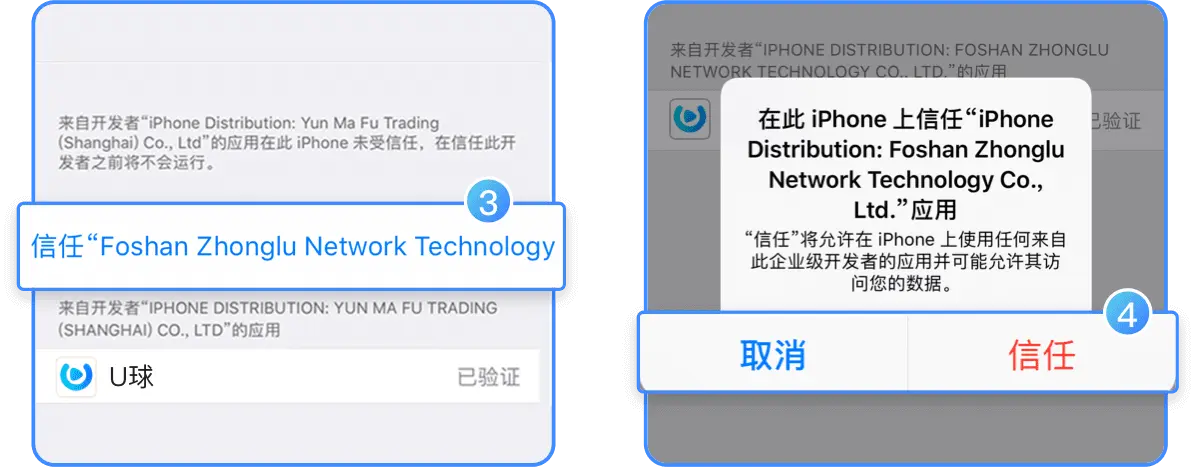 来自开发者“iPhone Distribution: Yun Ma Fu Trading
(Shanghai) Co., Ltd”的应用在此 iPhone 未受信任，在信任此开
发者之前将不会运行。
3
信任“Foshan Zhonglu Network Technology
来自开发者“IPHONE DISTRIBUTION: YUN MA FU TRADING
(SHANGHAI) CO., LTD”的应用
U球 已验证
来自开发者“IPHONE DISTRIBUTION: FOSHAN ZHONGLU
NETWORK TECHNOLOGY CO., LTD.”的应用
已验证
在此 iPhone 上信任“iPhone
Distribution: Foshan Zhonglu
Network Technology Co.,
Ltd.”应用
“信任”将允许在 iPhone 上使用任何来自
此企业级开发者的应用并可能允许其访
问您的数据。
4
取消 信任